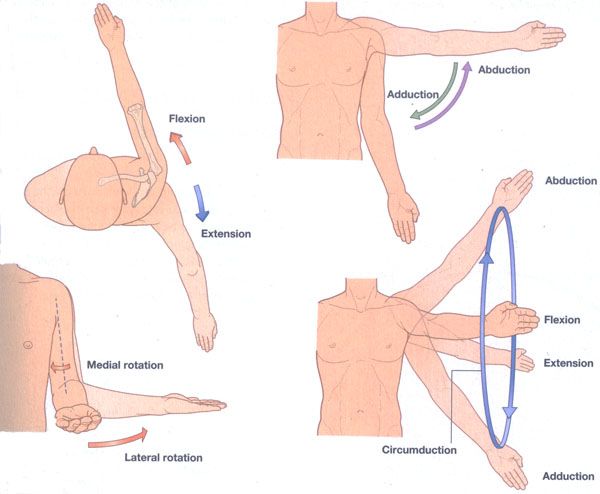 Flexion
Extension
Medial rotation
Lateral rotation
Abduction
Adduction
Abduction
Flexion
Extension
Circumduction
Adduction